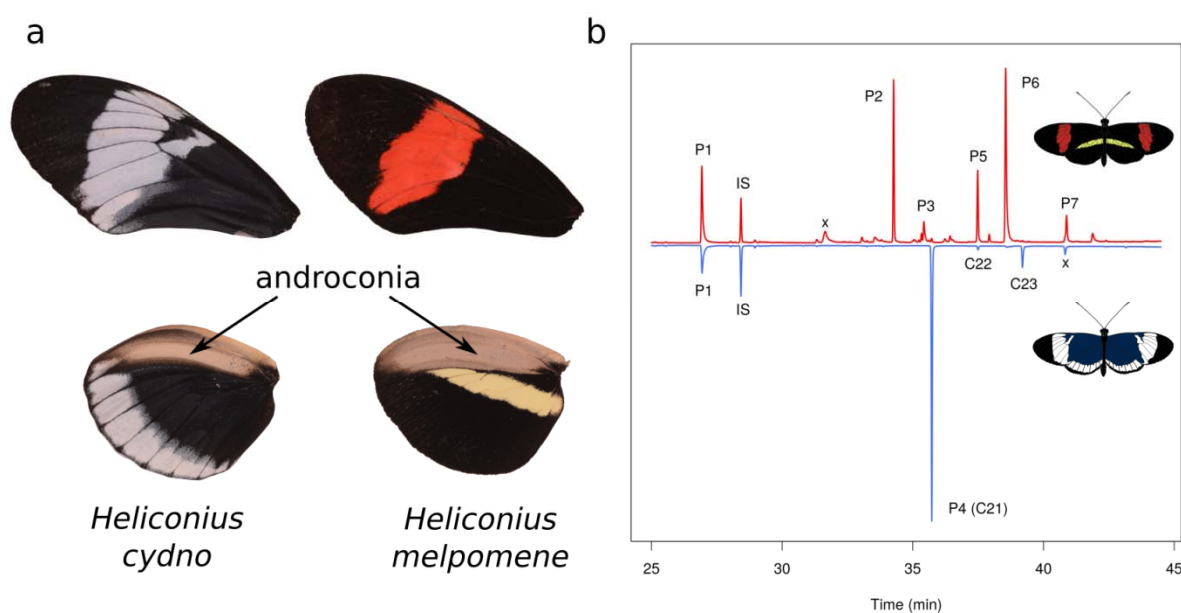 a
androconia
Heliconius
cydno
Heliconius
melpomene
b
P1
IS
x
P2
P3
P5
P6
P7
P1
IS
P4 (C21)
C22
C23
x
25
30
35
40
45
Time (min)